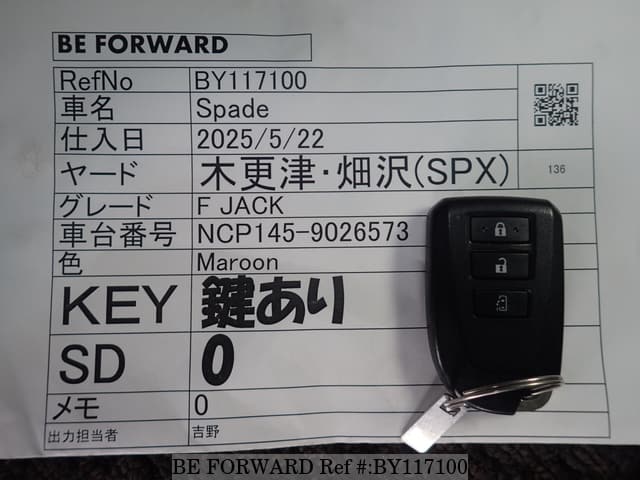 BE FORWARD
RefNo BY117100
車名 Spade
仕入日 2025/5/22
ヤード 木更津・畑沢(SPX) 136
グレード F JACK
車台番号 NCP145-9026573
色 Maroon
KEY 鍵あり
SD 0
メモ 0
出力担当者 吉野
BE FORWARD Ref #:BY117100